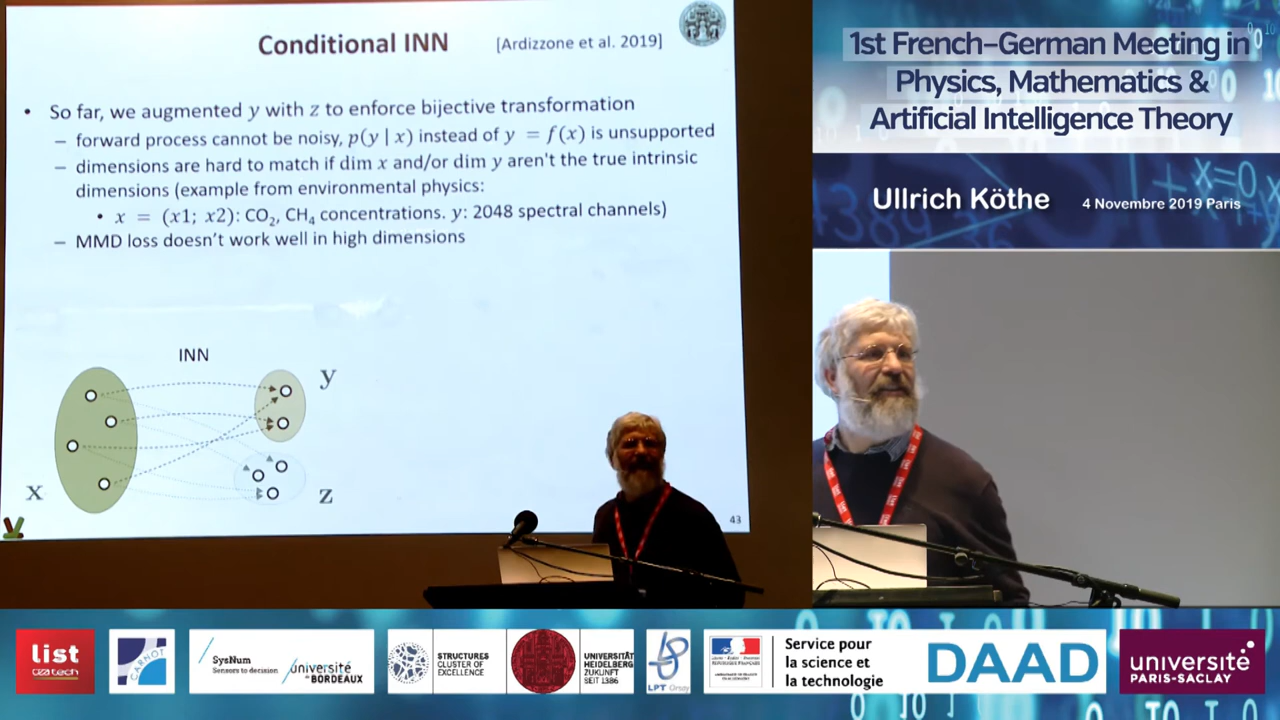 Conditional INN [Ardizzone et al. 2019]
• So far, we augmented y with z to enforce bijective transformation
– forward process cannot be noisy, p(y | x) instead of y = f(x) is unsupported
– dimensions are hard to match if dim x and/or dim y aren't the true intrinsic
dimensions (example from environmental physics:
• x = (x1; x2): CO₂, CH₄ concentrations. y: 2048 spectral channels)
– MMD loss doesn't work well in high dimensions
INN
y
x
z
43
1st French–German Meeting in
Physics, Mathematics &
Artificial Intelligence Theory
Ullrich Köthe 4 Novembre 2019 Paris
list
ceatech
CARNOT
SysNum
Sensors to decision
université
de BORDEAUX
STRUCTURES
CLUSTER OF
EXCELLENCE
UNIVERSITÄT
HEIDELBERG
ZUKUNFT
SEIT 1386
LPT Orsay
Service pour
la science et
la technologie
DAAD
université
PARIS-SACLAY